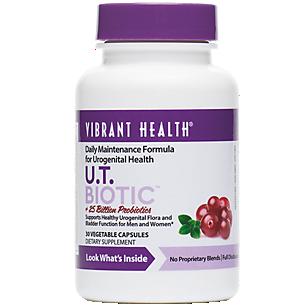 VIBRANT HEALTH®
Daily Maintenance Formula
for Urogenital Health
U.T.
BIOTIC™
+ 25 Billion Probiotics
Supports Healthy Urogenital Flora and
Bladder Function for Men and Women*
30 VEGETABLE CAPSULES
DIETARY SUPPLEMENT
Look What's Inside
No Proprietary Blends | Full